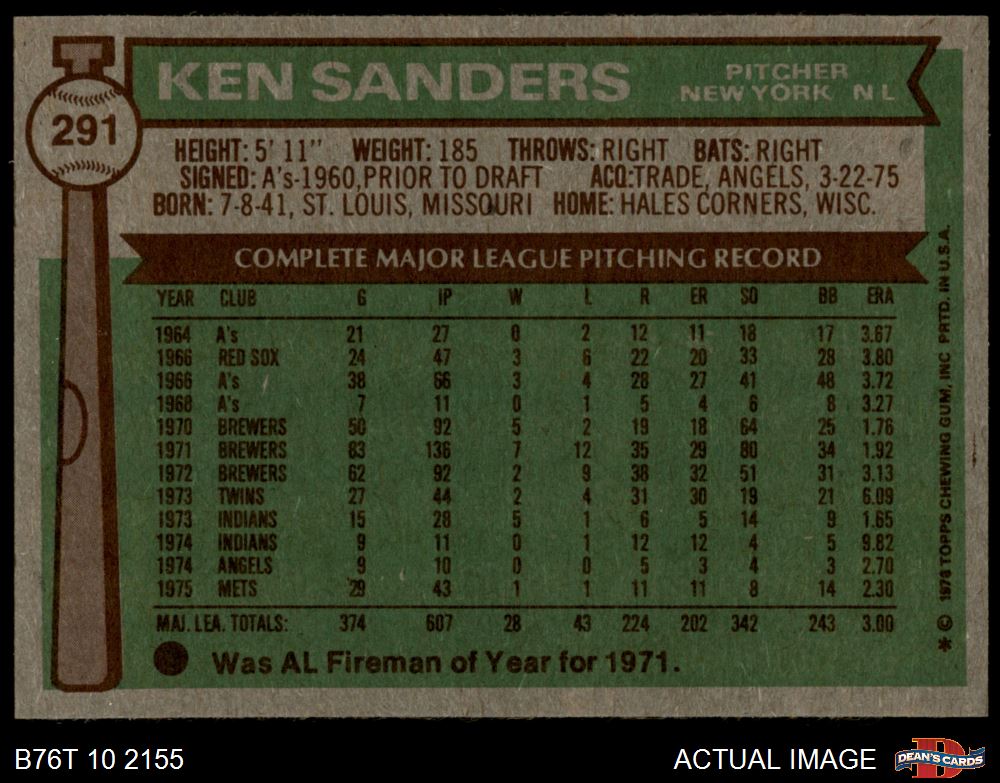 KEN SANDERS
PITCHER
NEW YORK N L
291
HEIGHT: 5' 11" WEIGHT: 185 THROWS: RIGHT BATS: RIGHT
SIGNED: A's-1960, PRIOR TO DRAFT ACQ: TRADE, ANGELS, 3-22-75
BORN: 7-8-41, ST. LOUIS, MISSOURI HOME: HALES CORNERS, WISC.
COMPLETE MAJOR LEAGUE PITCHING RECORD
YEAR CLUB G IP W L R ER SO BB ERA
1964 A's 21 27 0 2 12 11 18 17 3.67
1966 RED SOX 24 47 3 6 22 20 33 28 3.80
1966 A's 38 66 3 4 28 27 41 48 3.72
1968 A's 7 11 0 1 5 4 6 8 3.27
1970 BREWERS 50 92 5 2 19 18 64 25 1.76
1971 BREWERS 83 136 7 12 35 29 80 34 1.92
1972 BREWERS 62 92 2 9 38 32 51 31 3.13
1973 TWINS 27 44 2 4 31 30 19 21 6.09
1973 INDIANS 15 28 5 1 6 5 14 9 1.65
1974 INDIANS 9 11 0 1 12 12 4 5 9.82
1974 ANGELS 9 10 0 0 5 3 4 3 2.70
1975 METS 29 43 1 1 11 11 8 14 2.30
MAJ. LEA. TOTALS: 374 607 28 43 224 202 342 243 3.00
Was AL Fireman of Year for 1971.
* © 1976 TOPPS CHEWING GUM, INC PRTD. IN U.S.A.
B76T 10 2155
ACTUAL IMAGE
D
DEAN'S CARDS